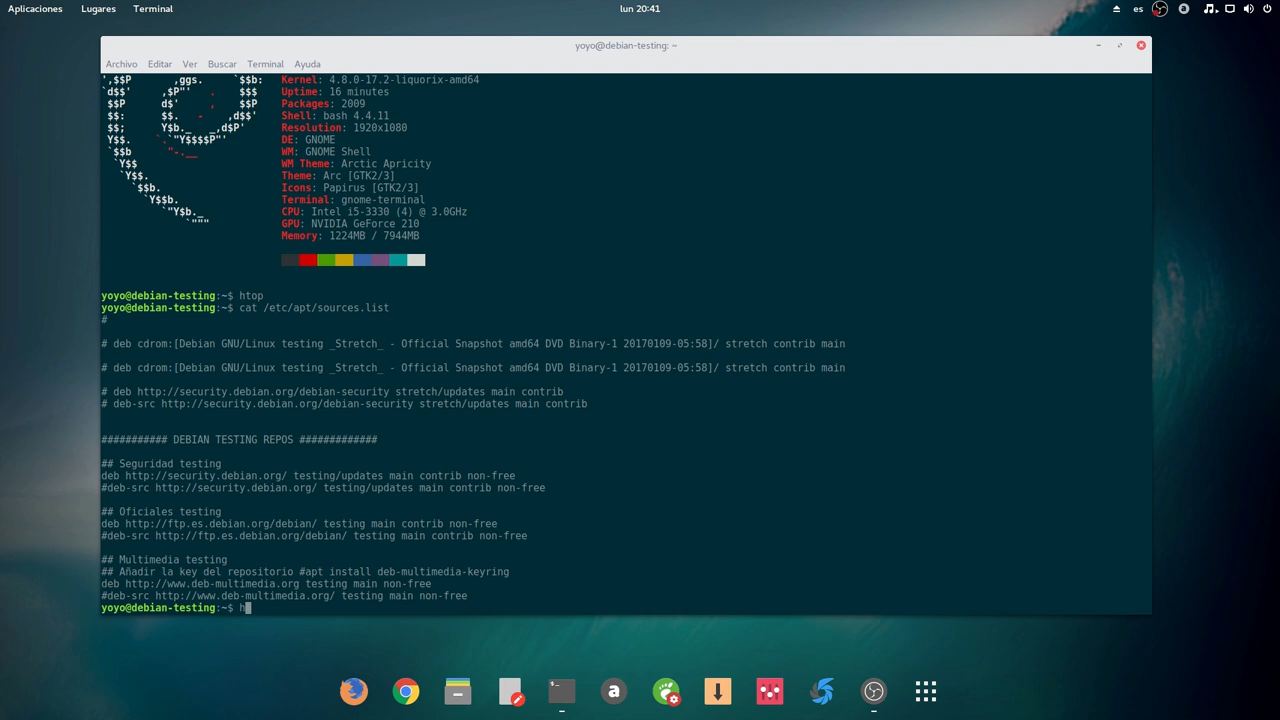 Aplicaciones Lugares Terminal lun 20:41 es
yoyo@debian-testing: ~
Archivo Editar Ver Buscar Terminal Ayuda
',$$P ,ggs. `$$b: Kernel: 4.8.0-17.2-liquorix-amd64
`d$$' ,$P"' . $$$ Uptime: 16 minutes
$$P d$' , $$P Packages: 2009
$$: $$. - ,d$$' Shell: bash 4.4.11
$$; Y$b._ _,d$P' Resolution: 1920x1080
Y$$. `.`"Y$$$$P"' DE: GNOME
`$$b "-.__ WM: GNOME Shell
`Y$$ WM Theme: Arctic Apricity
`Y$$. Theme: Arc [GTK2/3]
`$$b. Icons: Papirus [GTK2/3]
`Y$$b. Terminal: gnome-terminal
`"Y$b._ CPU: Intel i5-3330 (4) @ 3.0GHz
`""" GPU: NVIDIA GeForce 210
Memory: 1224MB / 7944MB
yoyo@debian-testing:~$ htop
yoyo@debian-testing:~$ cat /etc/apt/sources.list
#
# deb cdrom:[Debian GNU/Linux testing _Stretch_ - Official Snapshot amd64 DVD Binary-1 20170109-05:58]/ stretch contrib main
# deb cdrom:[Debian GNU/Linux testing _Stretch_ - Official Snapshot amd64 DVD Binary-1 20170109-05:58]/ stretch contrib main
# deb http://security.debian.org/debian-security stretch/updates main contrib
# deb-src http://security.debian.org/debian-security stretch/updates main contrib
########### DEBIAN TESTING REPOS #############
## Seguridad testing
deb http://security.debian.org/ testing/updates main contrib non-free
#deb-src http://security.debian.org/ testing/updates main contrib non-free
## Oficiales testing
deb http://ftp.es.debian.org/debian/ testing main contrib non-free
#deb-src http://ftp.es.debian.org/debian/ testing main contrib non-free
## Multimedia testing
## Añadir la key del repositorio #apt install deb-multimedia-keyring
deb http://www.deb-multimedia.org testing main non-free
#deb-src http://www.deb-multimedia.org/ testing main non-free
yoyo@debian-testing:~$ h